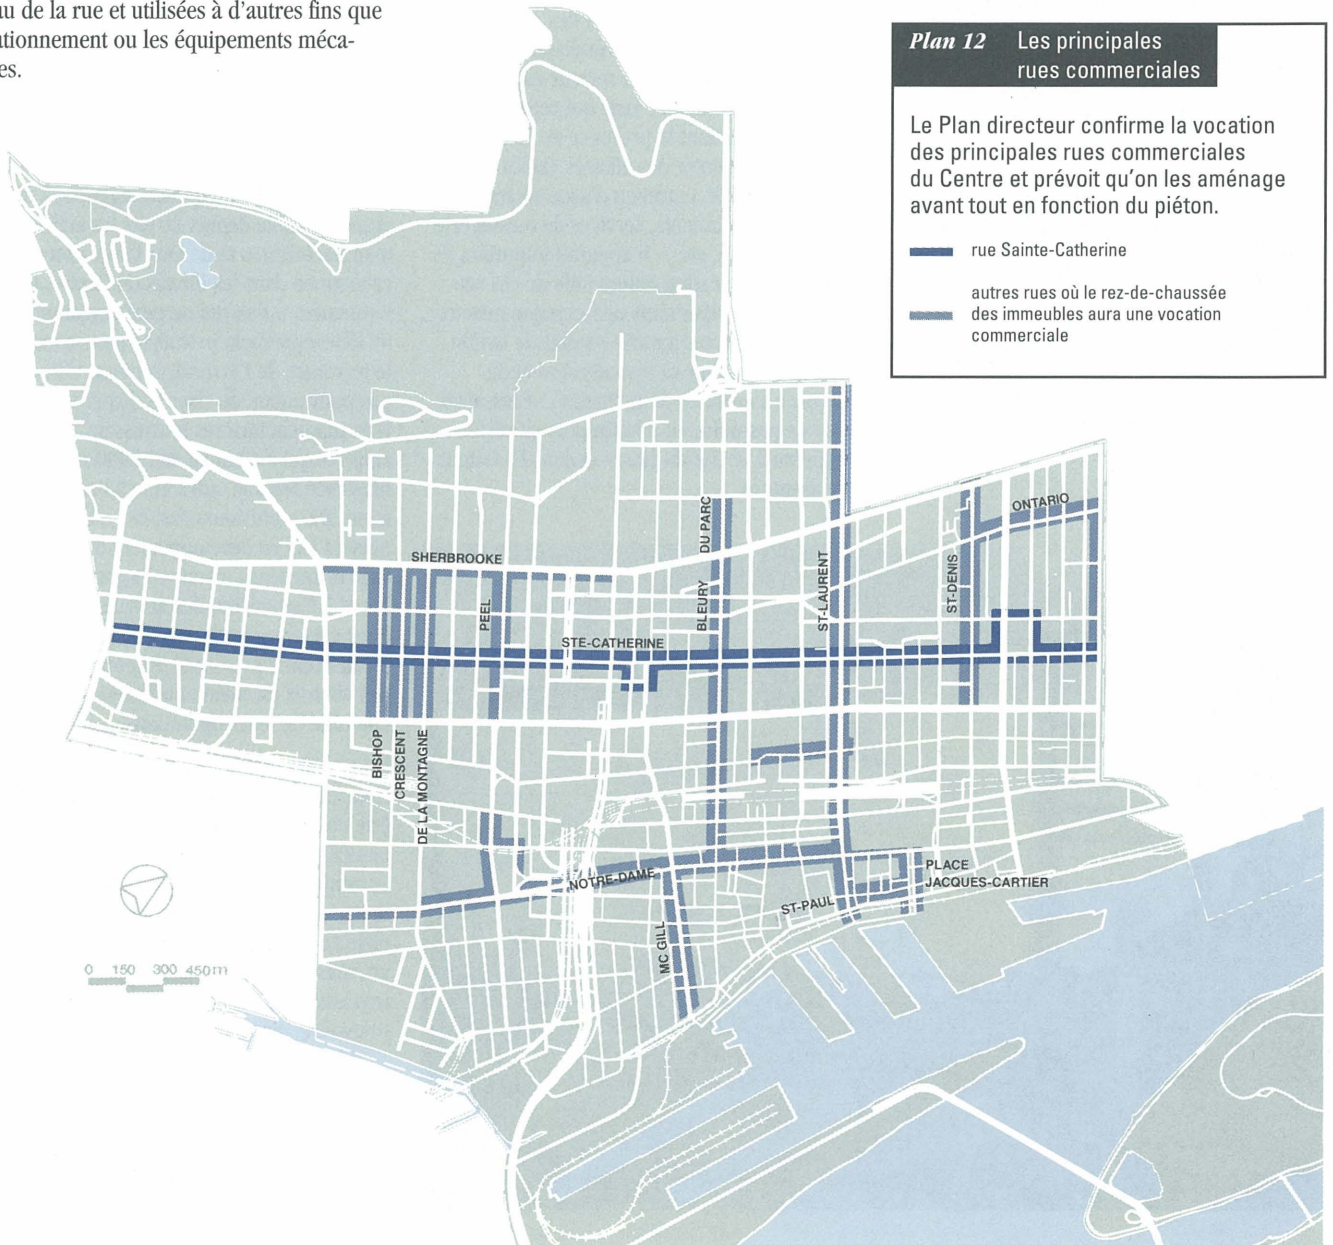 au de la rue et utilisées à d'autres fins que
ationnement ou les équipements méca-
es.
Plan 12 Les principales
rues commerciales
Le Plan directeur confirme la vocation
des principales rues commerciales
du Centre et prévoit qu'on les aménage
avant tout en fonction du piéton.
rue Sainte-Catherine
autres rues où le rez-de-chaussée
des immeubles aura une vocation
commerciale
SHERBROOKE
PEEL
STE-CATHERINE
BLEURY
DU PARC
ST-LAURENT
ST-DENIS
ONTARIO
BISHOP
CRESCENT
DE LA MONTAGNE
NOTRE-DAME
MC GILL
ST-PAUL
PLACE
JACQUES-CARTIER
0 150 300 450m